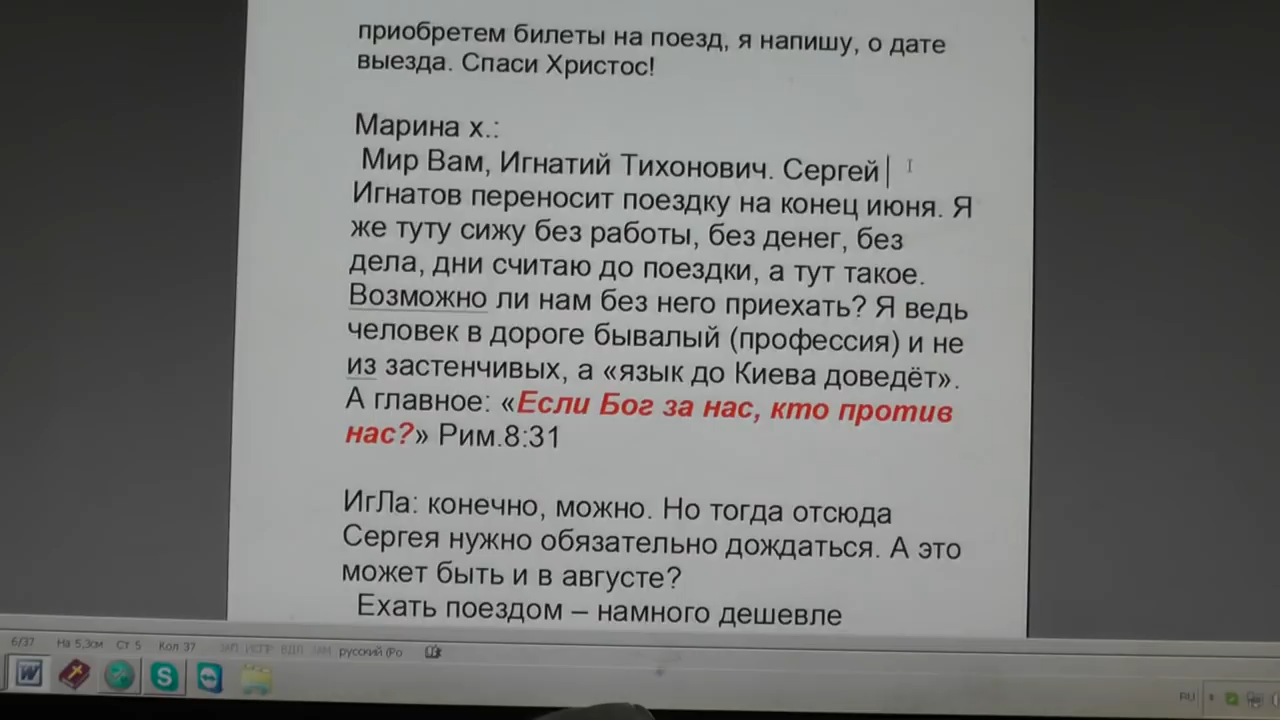 приобретем билеты на поезд, я напишу, о дате
выезда. Спаси Христос!
Марина х.:
Мир Вам, Игнатий Тихонович. Сергей
Игнатов переносит поездку на конец июня. Я
же туту сижу без работы, без денег, без
дела, дни считаю до поездки, а тут такое.
Возможно ли нам без него приехать? Я ведь
человек в дороге бывалый (профессия) и не
из застенчивых, а «язык до Киева доведёт».
А главное: «Если Бог за нас, кто против
нас?» Рим.8:31
ИгЛа: конечно, можно. Но тогда отсюда
Сергея нужно обязательно дождаться. А это
может быть и в августе?
Ехать поездом – намного дешевле
6/37 На 5,3см Ст 5 Кол 37 ЗАП ИСПР ВДЛ ЗАМ русский (Ро
RU